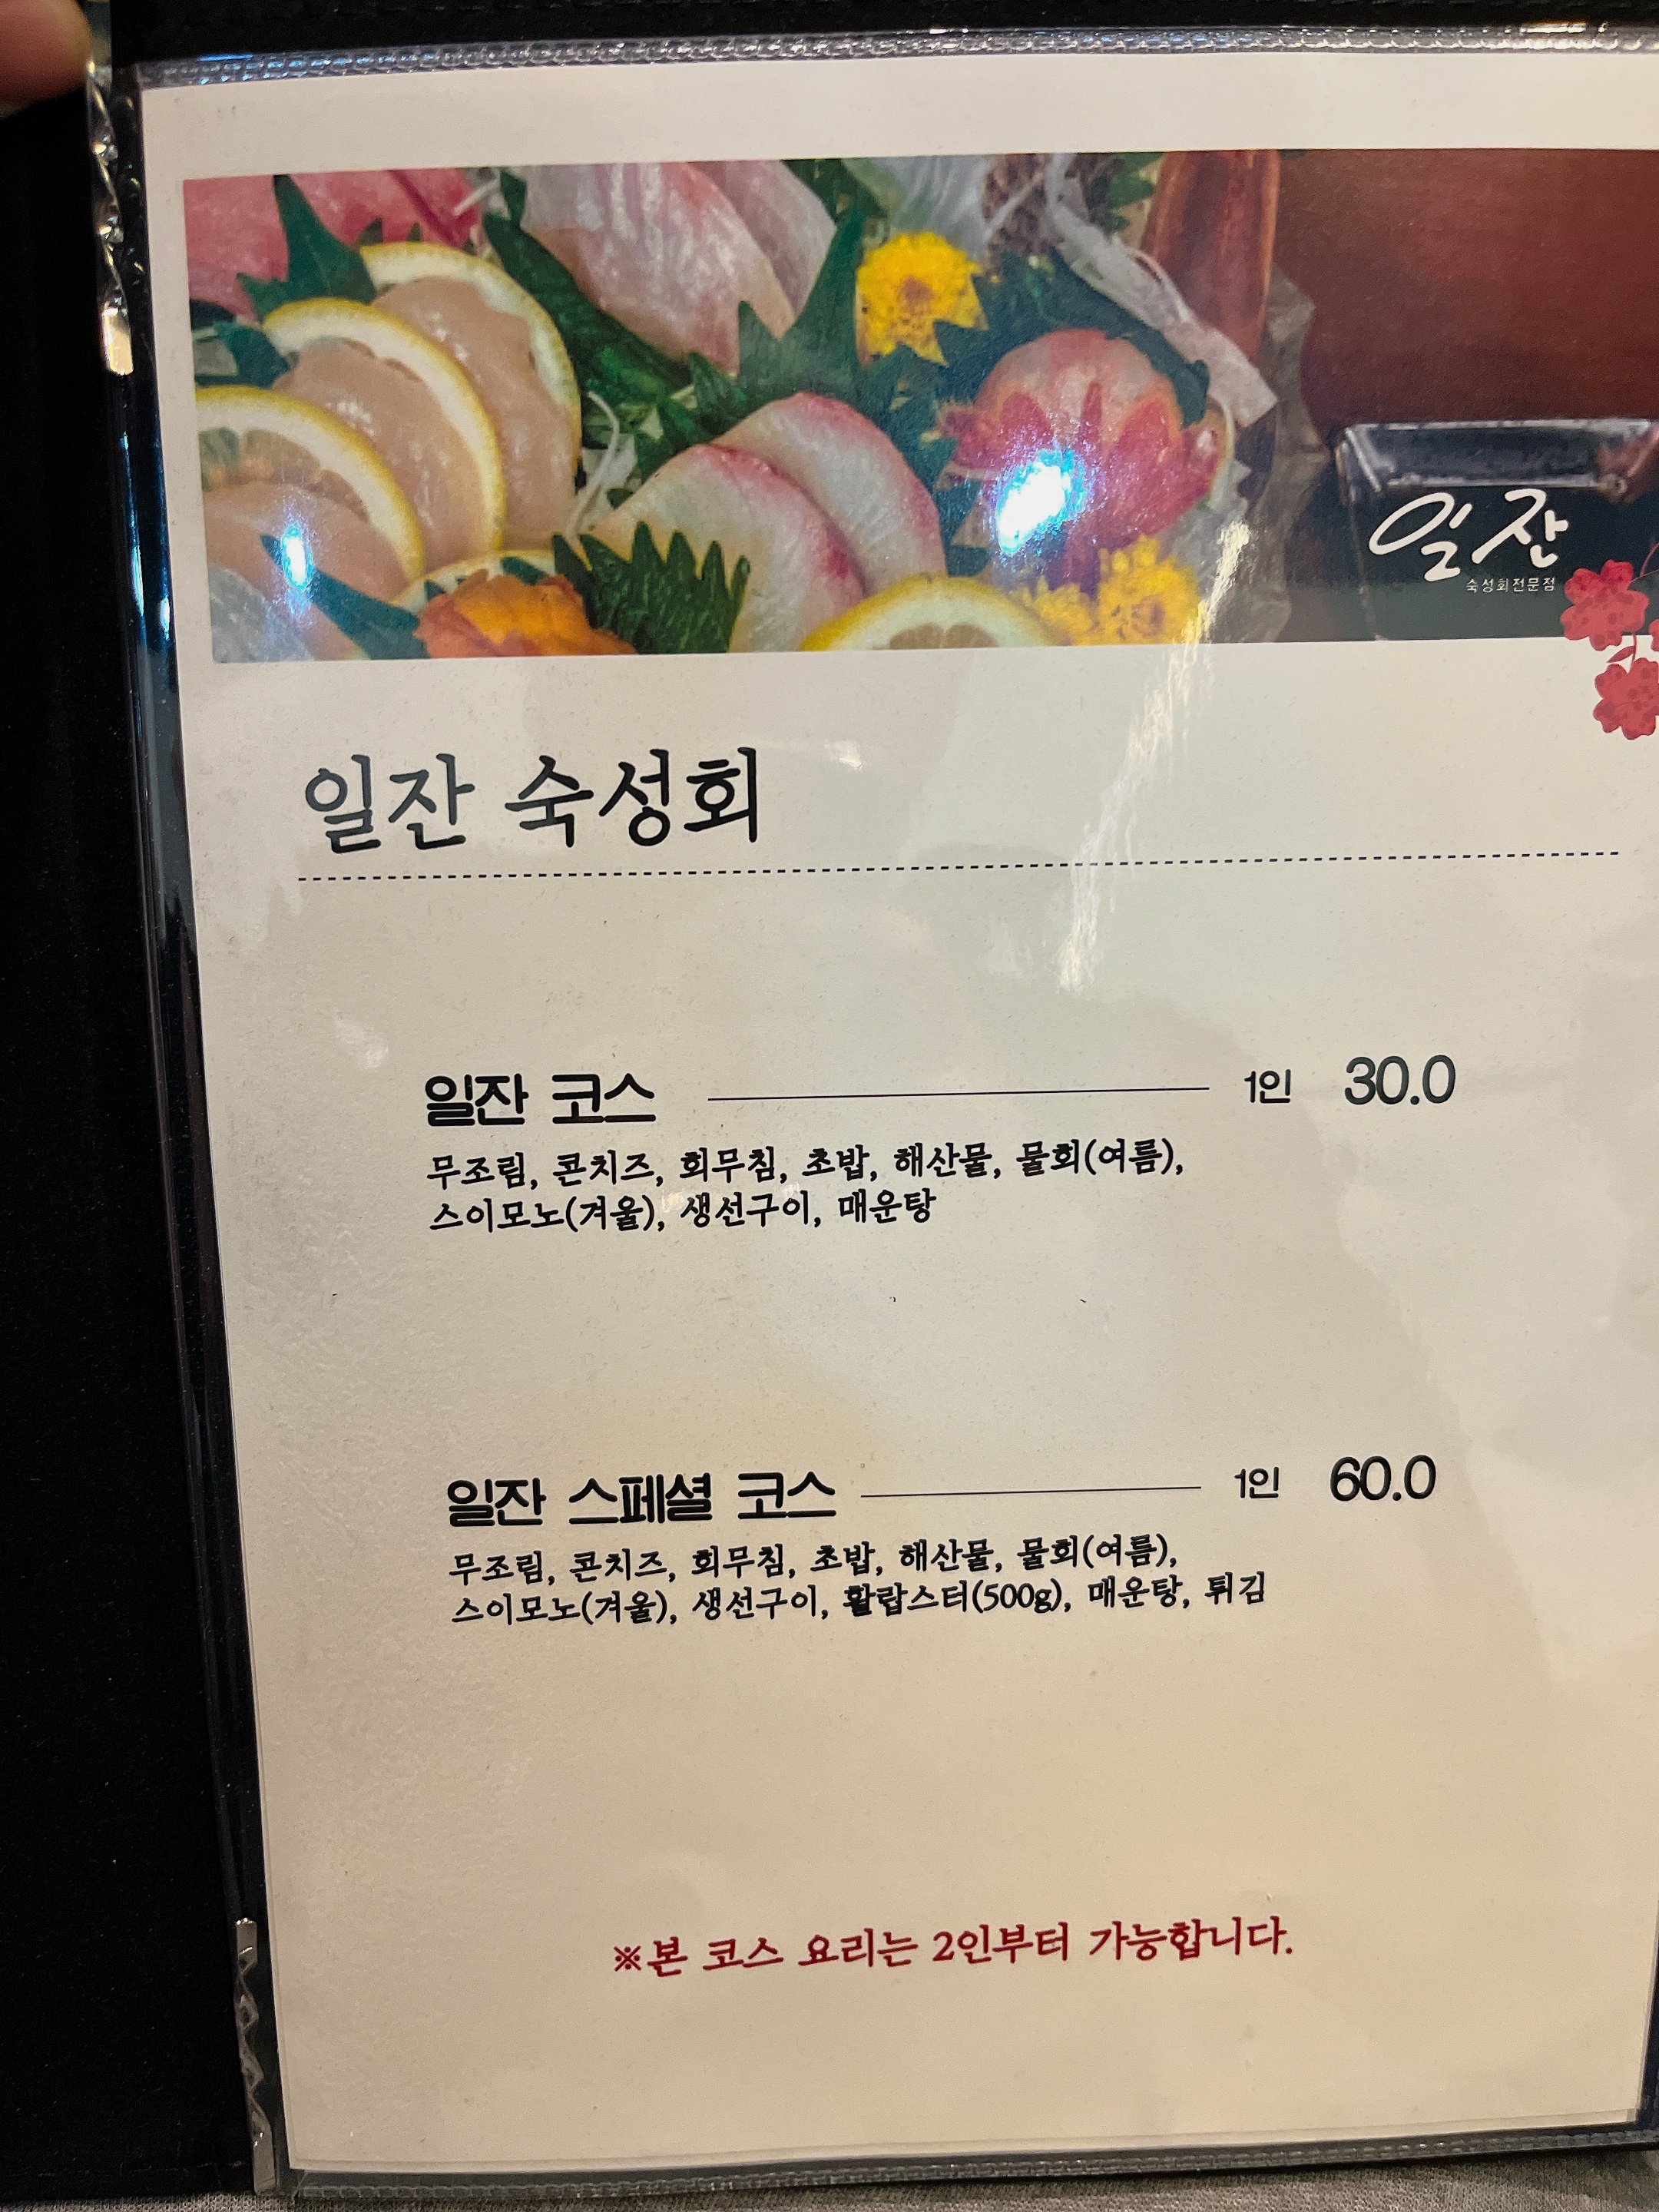 일잔
숙성회전문점
일잔 숙성회
일잔 코스 1인 30.0
무조림, 콘치즈, 회무침, 초밥, 해산물, 물회(여름),
스이모노(겨울), 생선구이, 매운탕
일잔 스페셜 코스 1인 60.0
무조림, 콘치즈, 회무침, 초밥, 해산물, 물회(여름),
스이모노(겨울), 생선구이, 활랍스터(500g), 매운탕, 튀김
※본 코스 요리는 2인부터 가능합니다.